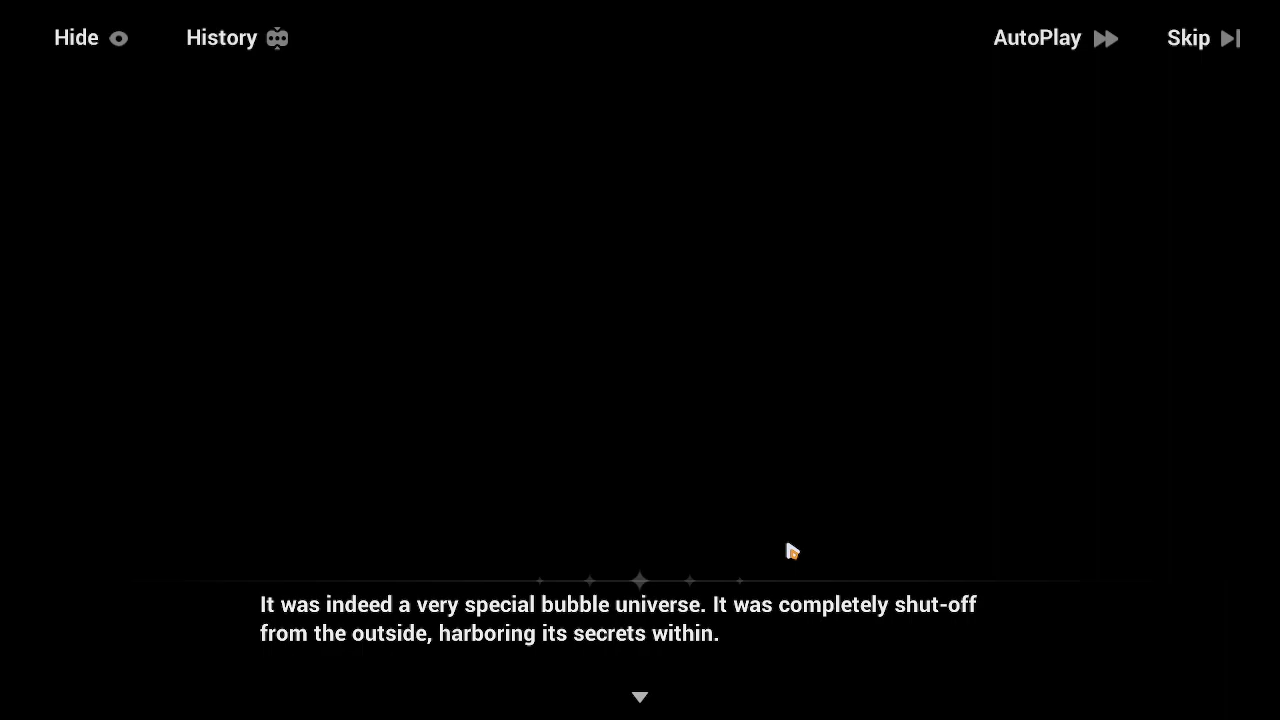 Hide
History
AutoPlay
Skip
It was indeed a very special bubble universe. It was completely shut-off
from the outside, harboring its secrets within.